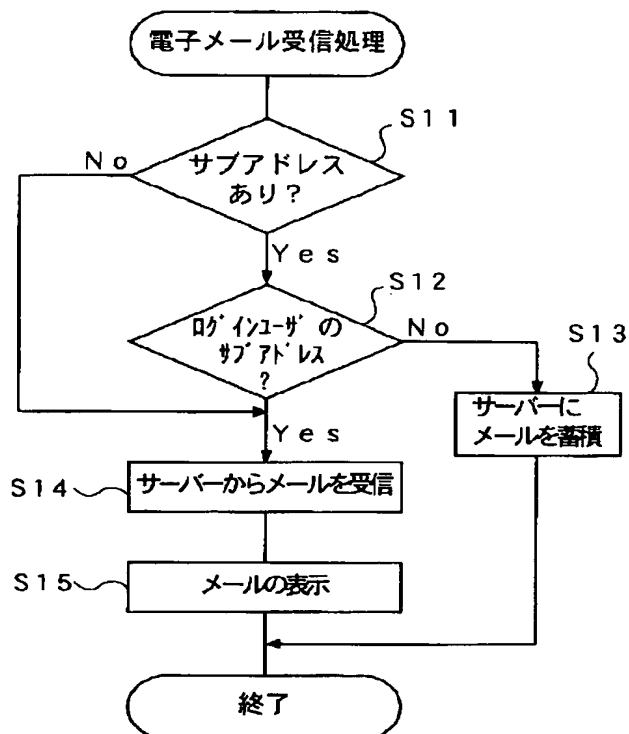 電子メール受信処理
S11
No
サブアドレス
あり?
Yes
S12
ﾛｸﾞｲﾝﾕｰｻﾞの
ｻﾌﾞｱﾄﾞﾚｽ
?
No
S13
サーバーに
メールを蓄積
Yes
S14
サーバーからメールを受信
S15
メールの表示
終了